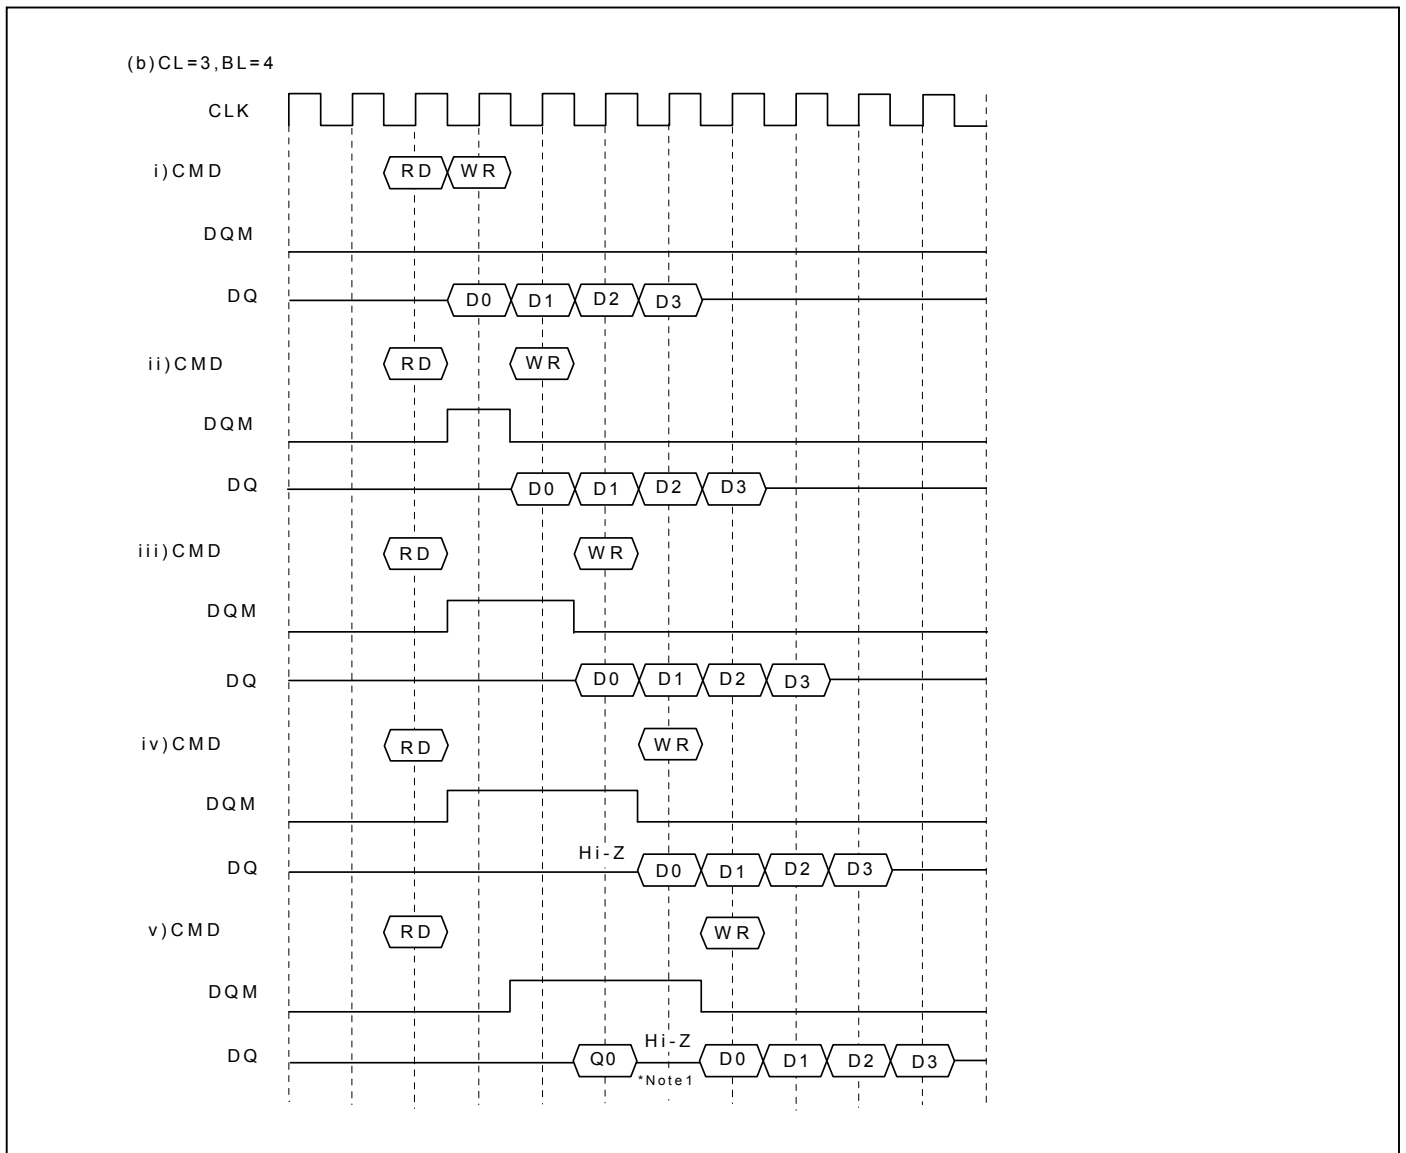 (b)CL=3,BL=4
CLK
i)CMD RD WR
DQM
DQ D0 D1 D2 D3
ii)CMD RD WR
DQM
DQ D0 D1 D2 D3
iii)CMD RD WR
DQM
DQ D0 D1 D2 D3
iv)CMD RD WR
DQM
Hi-Z
DQ D0 D1 D2 D3
v)CMD RD WR
DQM
Hi-Z
DQ Q0 D0 D1 D2 D3
*Note1